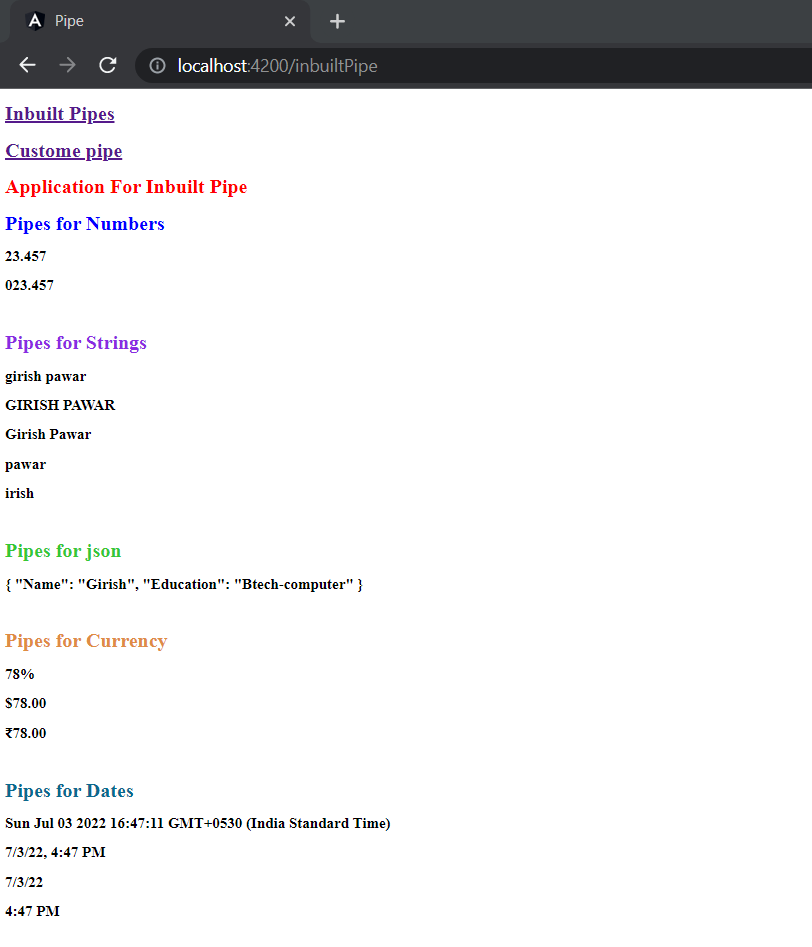 Pipe
localhost:4200/inbuiltPipe
Inbuilt Pipes
Custome pipe
Application For Inbuilt Pipe
Pipes for Numbers
23.457
023.457
Pipes for Strings
girish pawar
GIRISH PAWAR
Girish Pawar
pawar
irish
Pipes for json
{ "Name": "Girish", "Education": "Btech-computer" }
Pipes for Currency
78%
$78.00
₹78.00
Pipes for Dates
Sun Jul 03 2022 16:47:11 GMT+0530 (India Standard Time)
7/3/22, 4:47 PM
7/3/22
4:47 PM